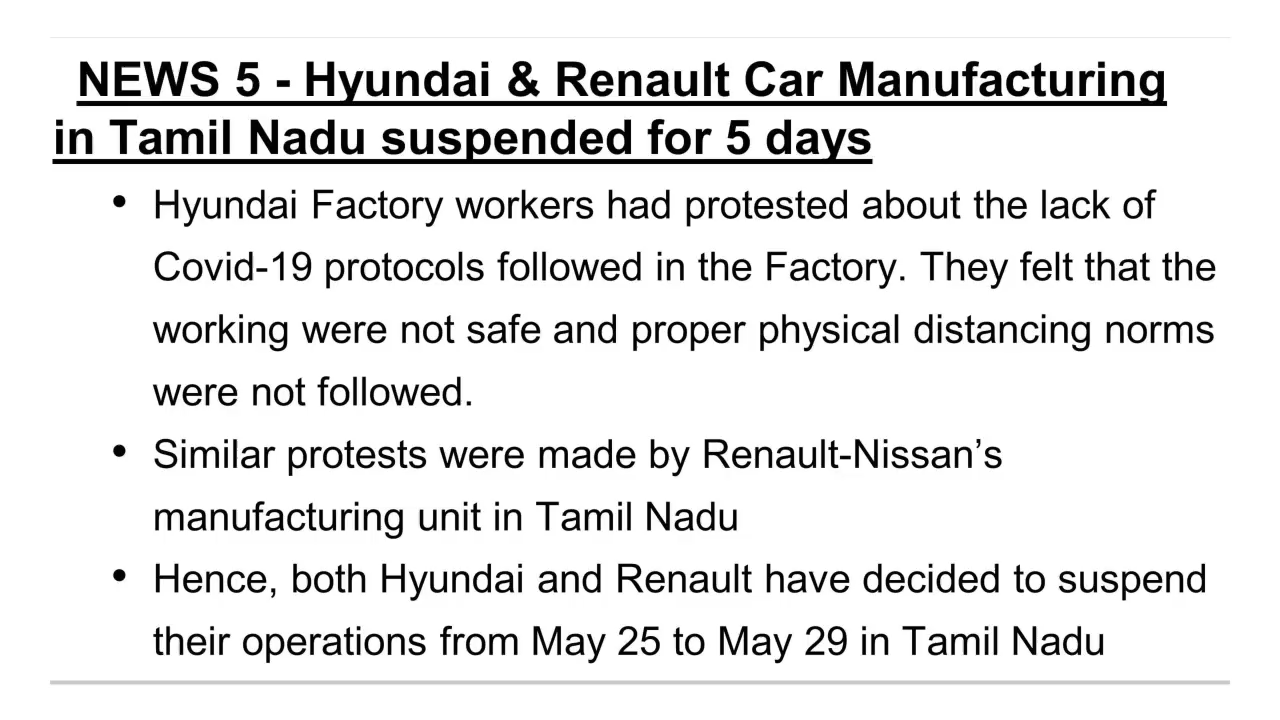 NEWS 5 - Hyundai & Renault Car Manufacturing
in Tamil Nadu suspended for 5 days
• Hyundai Factory workers had protested about the lack of
Covid-19 protocols followed in the Factory. They felt that the
working were not safe and proper physical distancing norms
were not followed.
• Similar protests were made by Renault-Nissan’s
manufacturing unit in Tamil Nadu
• Hence, both Hyundai and Renault have decided to suspend
their operations from May 25 to May 29 in Tamil Nadu